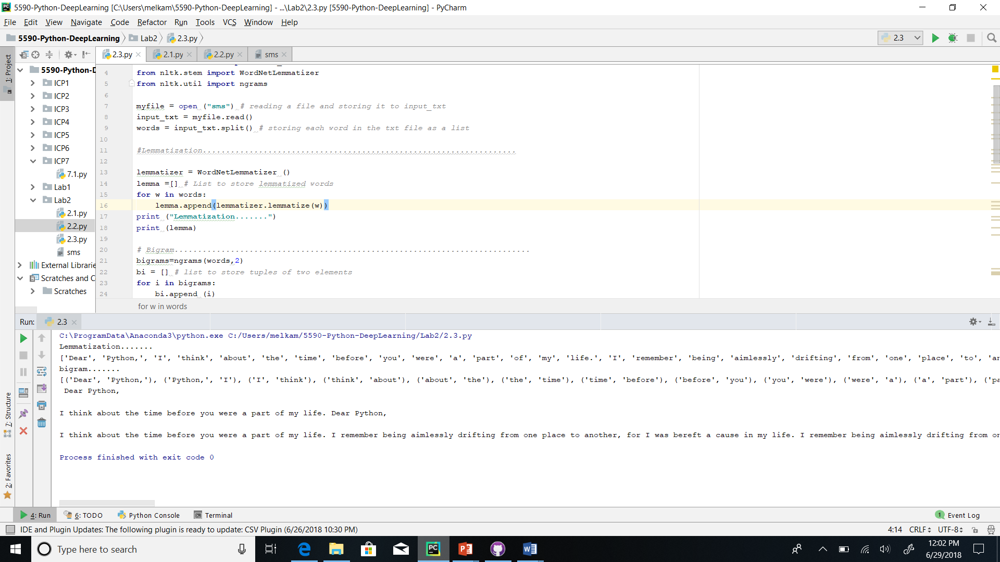 5590-Python-DeepLearning [C:\Users\melkam\5590-Python-DeepLearning] - ...\Lab2\2.3.py [5590-Python-DeepLearning] - PyCharm
File Edit View Navigate Code Refactor Run Tools VCS Window Help
5590-Python-DeepLearning Lab2 2.3.py 2.3
2.3.py 2.1.py 2.2.py sms
1: Project
5590-Python-D
ICP1
ICP2
ICP3
ICP4
ICP5
ICP6
ICP7
7.1.py
Lab1
Lab2
2.1.py
2.2.py
2.3.py
sms
External Librarie
Scratches and C
Scratches
4 from nltk.stem import WordNetLemmatizer
5 from nltk.util import ngrams
6
7 myfile = open ("sms") # reading a file and storing it to input_txt
8 input_txt = myfile.read()
9 words = input_txt.split() # storing each word in the txt file as a list
10
11 #Lemmatization...................................................................
12
13 lemmatizer = WordNetLemmatizer ()
14 lemma =[] # List to store lemmatized words
15 for w in words:
16 lemma.append(lemmatizer.lemmatize(w))
17 print ("Lemmatization.......")
18 print (lemma)
19
20 # Bigram............................................................................
21 bigrams=ngrams(words,2)
22 bi = [] # list to store tuples of two elements
23 for i in bigrams:
24 bi.append (i)
for w in words
Run: 2.3
C:\ProgramData\Anaconda3\python.exe C:/Users/melkam/5590-Python-DeepLearning/Lab2/2.3.py
Lemmatization.......
['Dear', 'Python,', 'I', 'think', 'about', 'the', 'time', 'before', 'you', 'were', 'a', 'part', 'of', 'my', 'life.', 'I', 'remember', 'being', 'aimlessly', 'drifting', 'from', 'one', 'place', 'to', 'an
bigram.......
[('Dear', 'Python,'), ('Python,', 'I'), ('I', 'think'), ('think', 'about'), ('about', 'the'), ('the', 'time'), ('time', 'before'), ('before', 'you'), ('you', 'were'), ('were', 'a'), ('a', 'part'), ('pa
Dear Python,
I think about the time before you were a part of my life. Dear Python,
I think about the time before you were a part of my life. I remember being aimlessly drifting from one place to another, for I was bereft a cause in my life. I remember being aimlessly drifting from or
Process finished with exit code 0
7: Structure
2: Favorites
4: Run 6: TODO Python Console Terminal 1 Event Log
IDE and Plugin Updates: The following plugin is ready to update: CSV Plugin (6/26/2018 10:30 PM) 4:14 CRLF UTF-8
Type here to search
12:02 PM
6/29/2018